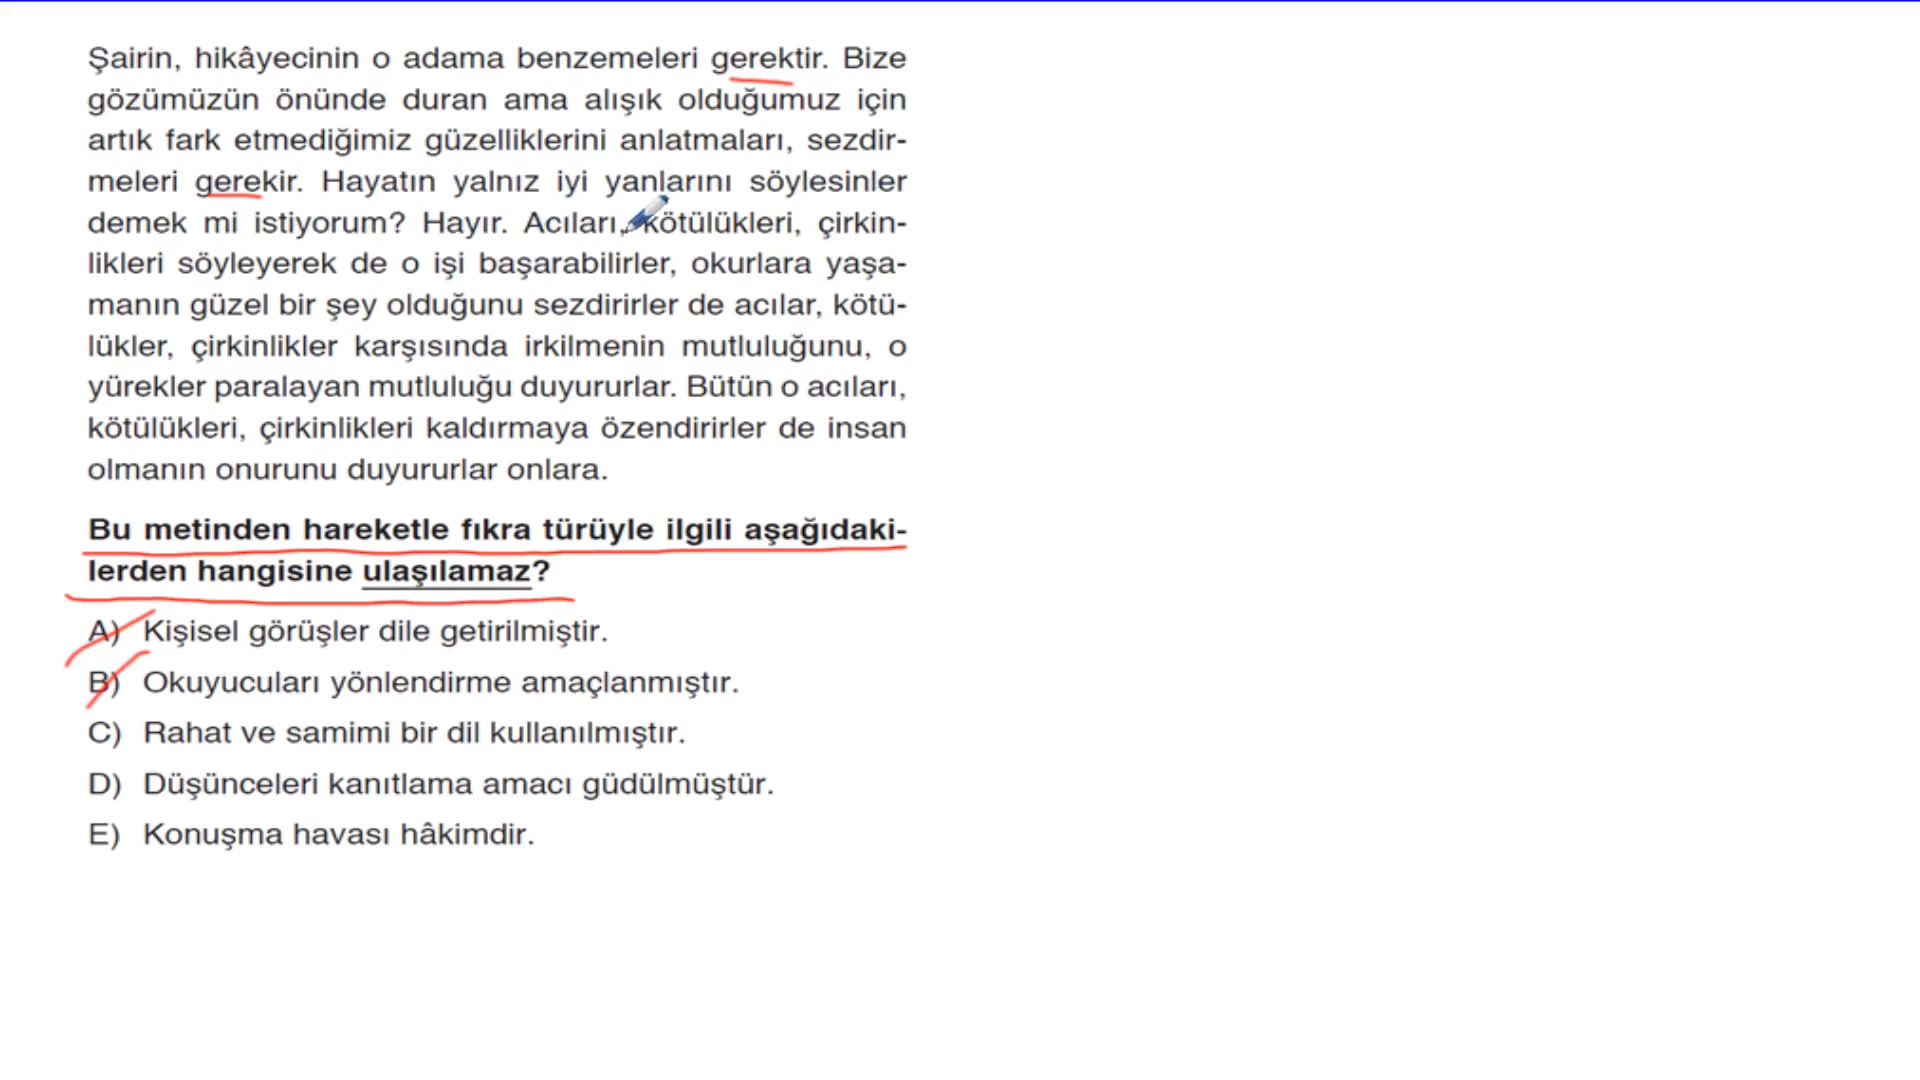 Şairin, hikâyecinin o adama benzemeleri gerektir. Bize
gözümüzün önünde duran ama alışık olduğumuz için
artık fark etmediğimiz güzelliklerini anlatmaları, sezdir-
meleri gerekir. Hayatın yalnız iyi yanlarını söylesinler
demek mi istiyorum? Hayır. Acıları, kötülükleri, çirkin-
likleri söyleyerek de o işi başarabilirler, okurlara yaşa-
manın güzel bir şey olduğunu sezdirirler de acılar, kötü-
lükler, çirkinlikler karşısında irkilmenin mutluluğunu, o
yürekler paralayan mutluluğu duyururlar. Bütün o acıları,
kötülükleri, çirkinlikleri kaldırmaya özendirirler de insan
olmanın onurunu duyururlar onlara.
Bu metinden hareketle fıkra türüyle ilgili aşağıdaki-
lerden hangisine ulaşılamaz?
A) Kişisel görüşler dile getirilmiştir.
B) Okuyucuları yönlendirme amaçlanmıştır.
C) Rahat ve samimi bir dil kullanılmıştır.
D) Düşünceleri kanıtlama amacı güdülmüştür.
E) Konuşma havası hâkimdir.